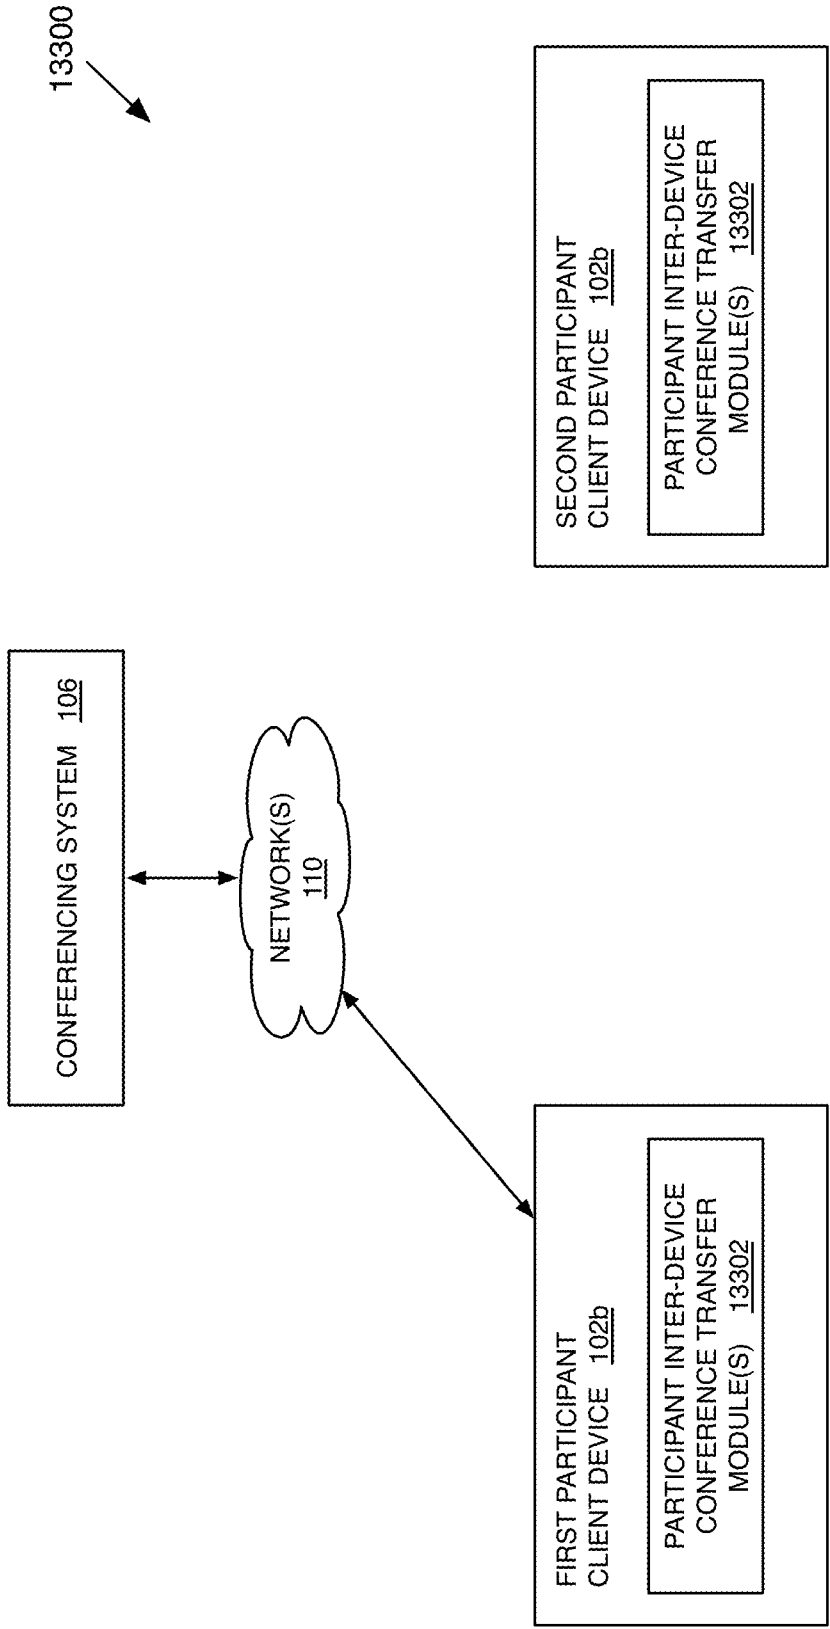 13300
CONFERENCING SYSTEM 106
NETWORK(S)
110
FIRST PARTICIPANT
CLIENT DEVICE 102b
PARTICIPANT INTER-DEVICE
CONFERENCE TRANSFER
MODULE(S) 13302
SECOND PARTICIPANT
CLIENT DEVICE 102b
PARTICIPANT INTER-DEVICE
CONFERENCE TRANSFER
MODULE(S) 13302